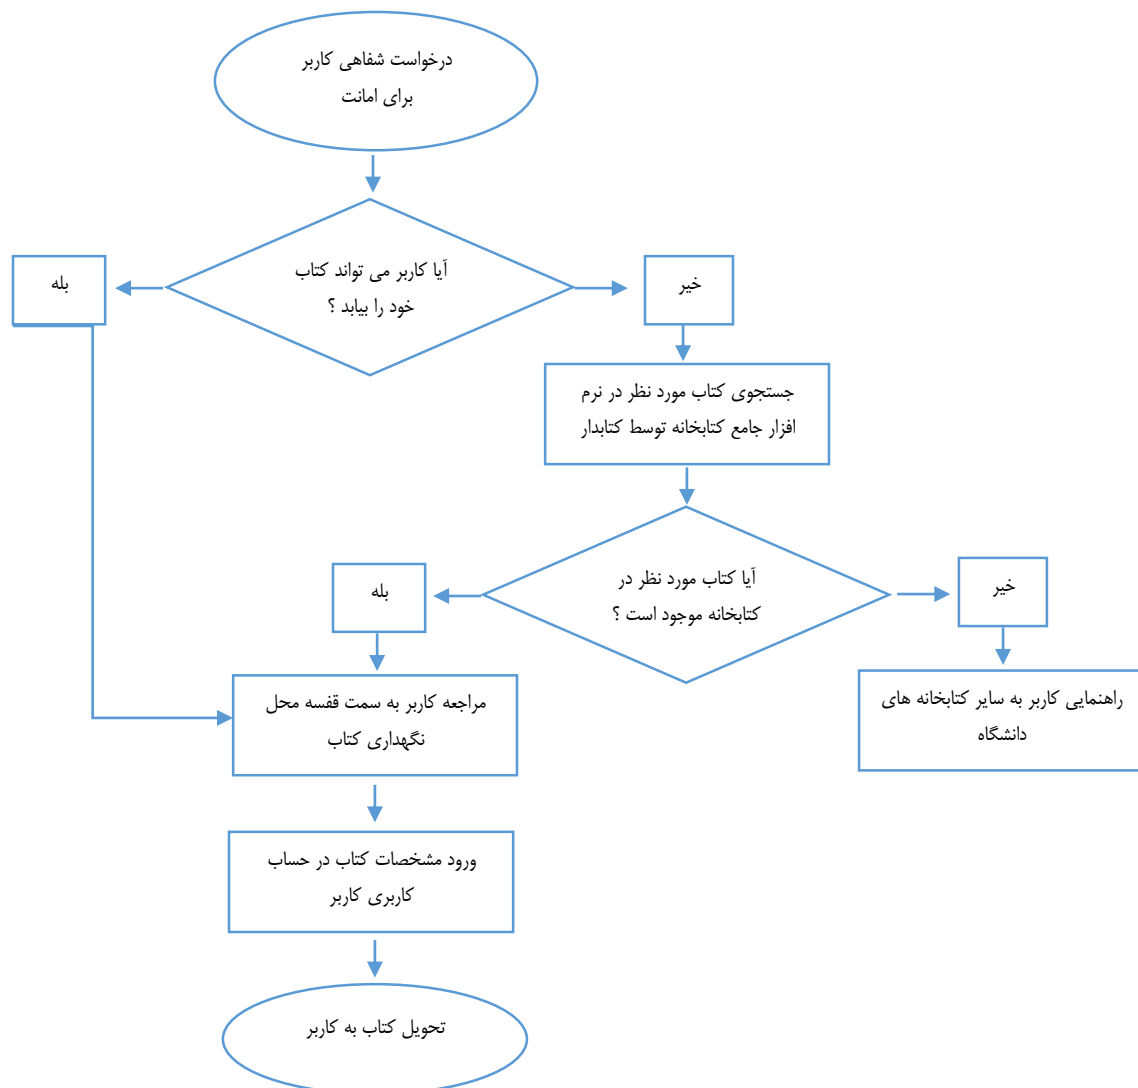 درخواست شفاهی کاربر
برای امانت
آیا کاربر می تواند کتاب
خود را بیابد ؟
بله
خیر
جستجوی کتاب مورد نظر در نرم
افزار جامع کتابخانه توسط کتابدار
آیا کتاب مورد نظر در
کتابخانه موجود است ؟
بله
خیر
مراجعه کاربر به سمت قفسه محل
نگهداری کتاب
راهنمایی کاربر به سایر کتابخانه های
دانشگاه
ورود مشخصات کتاب در حساب
کاربری کاربر
تحویل کتاب به کاربر